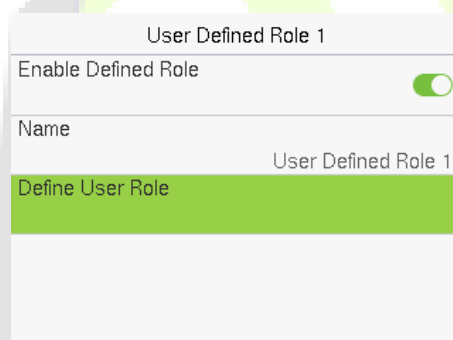 User Defined Role 1
Enable Defined Role
Name
User Defined Role 1
Define User Role